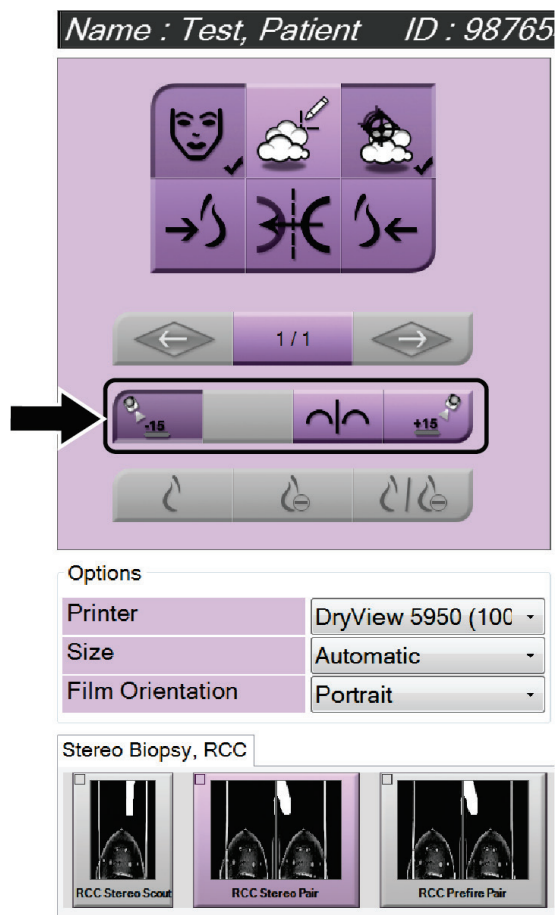 Name : Test, Patient ID : 98765
1 / 1
-15 +15
Options
Printer DryView 5950 (100
Size Automatic
Film Orientation Portrait
Stereo Biopsy, RCC
RCC Stereo Scout RCC Stereo Pair RCC Prefire Pair